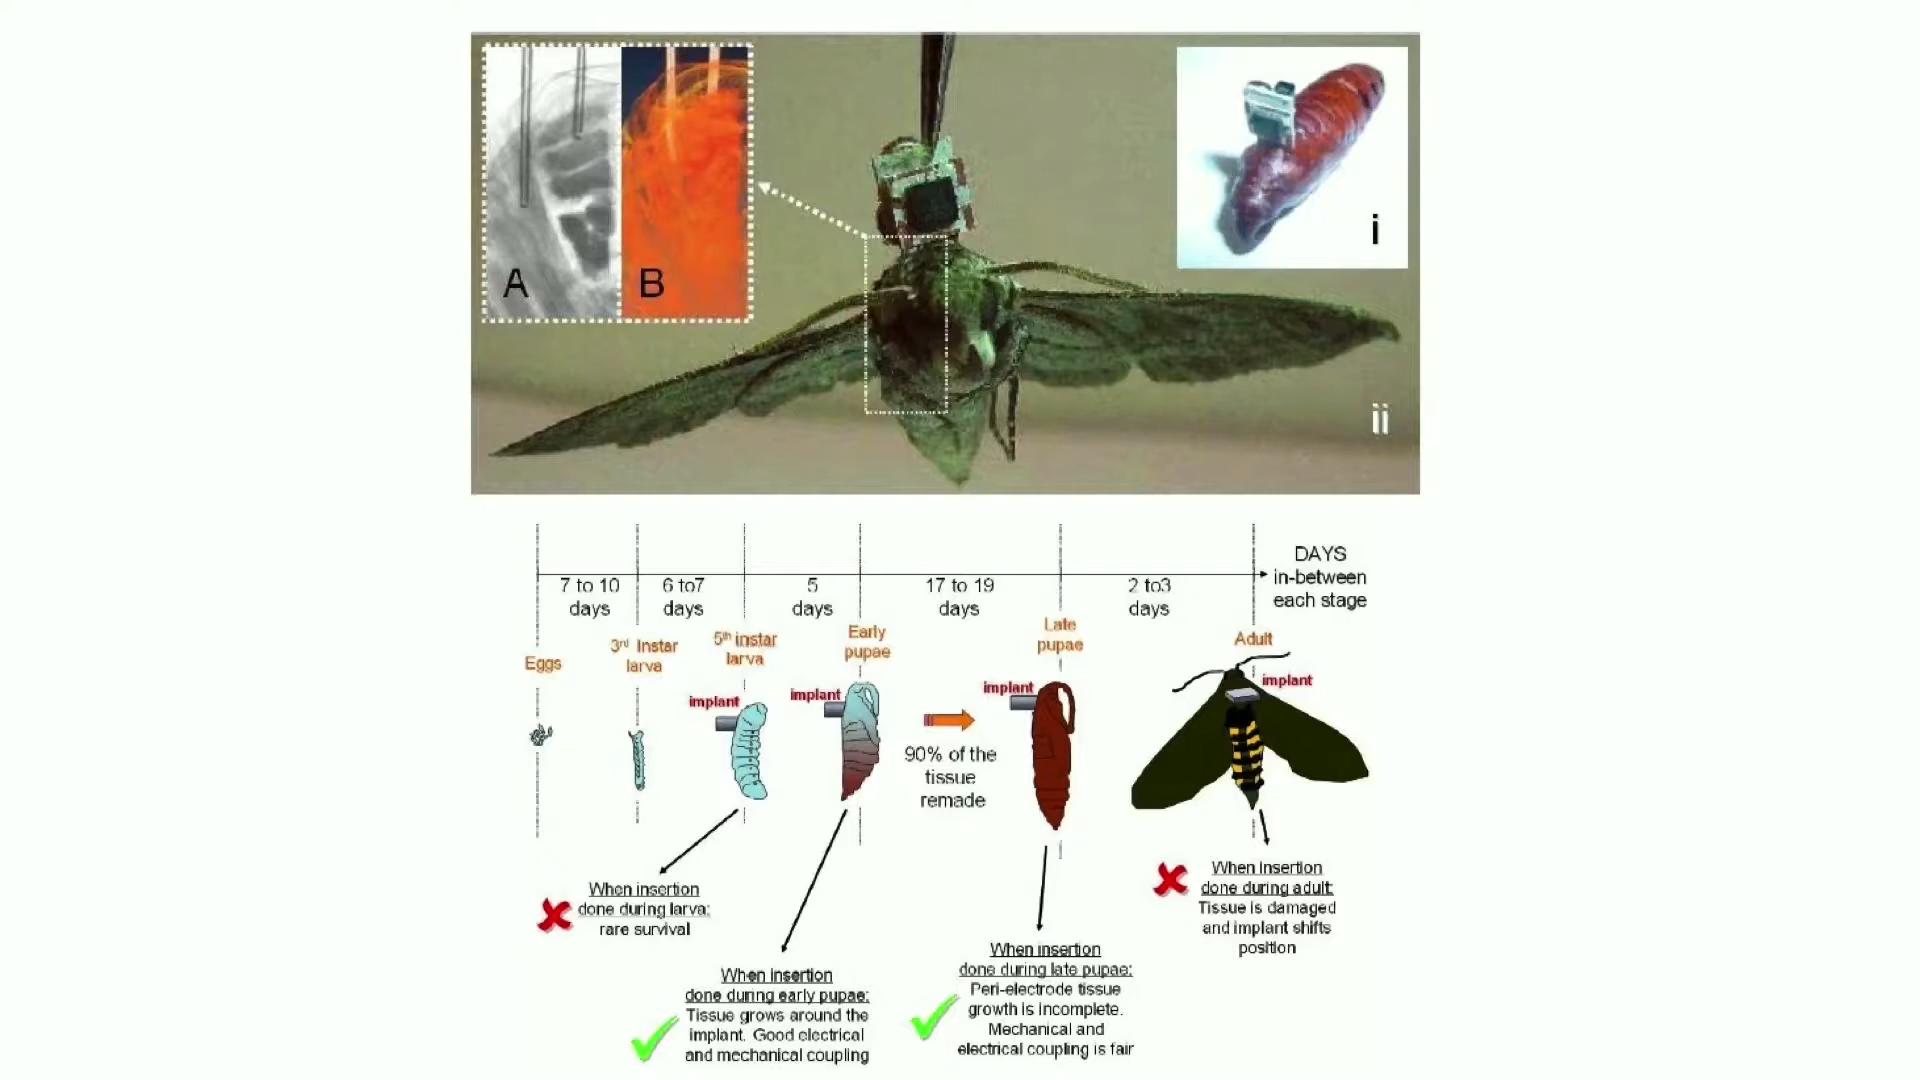 A
B
i
ii
DAYS
in-between
each stage
7 to 10
days
6 to7
days
5
days
17 to 19
days
2 to3
days
Eggs
3rd Instar
larva
5th instar
larva
Early
pupae
Late
pupae
Adult
implant
implant
implant
implant
90% of the
tissue
remade
When insertion
done during larva:
rare survival
When insertion
done during early pupae:
Tissue grows around the
implant. Good electrical
and mechanical coupling
When insertion
done during late pupae:
Peri-electrode tissue
growth is incomplete.
Mechanical and
electrical coupling is fair
When insertion
done during adult:
Tissue is damaged
and implant shifts
position